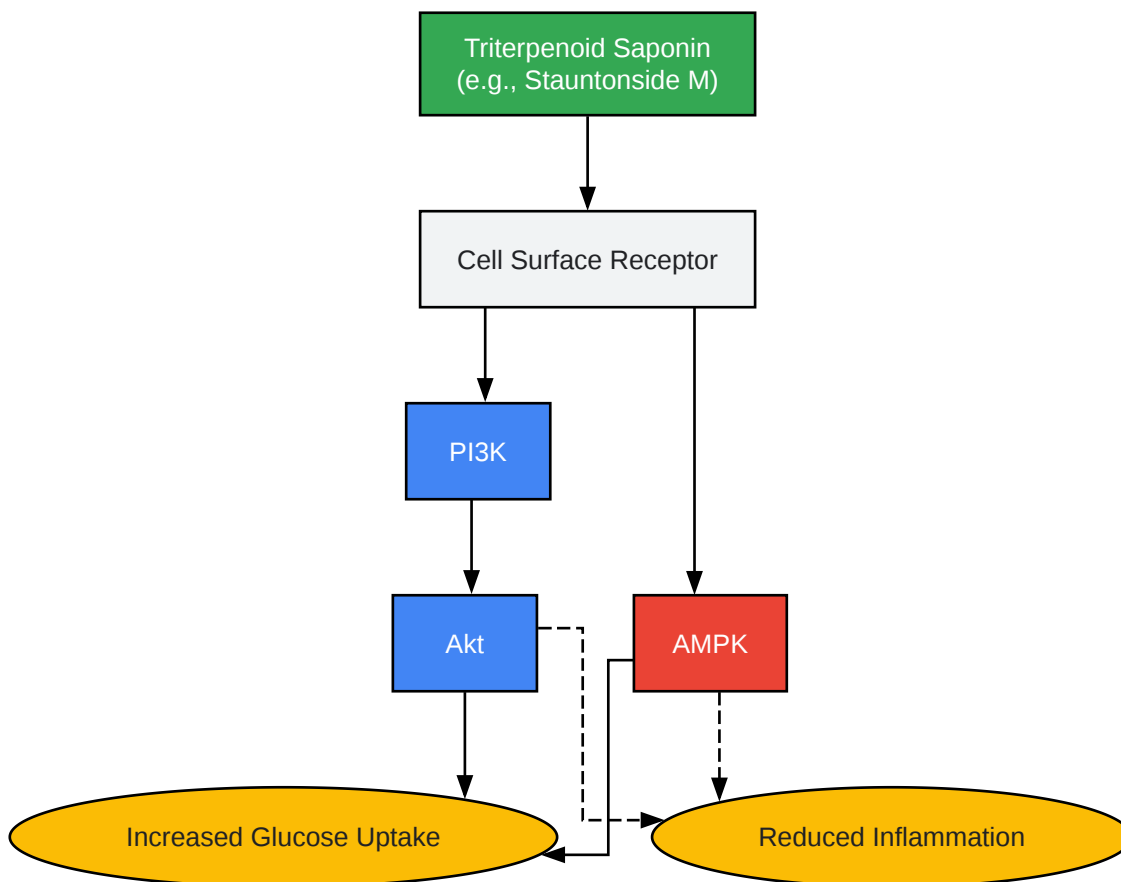 Triterpenoid Saponin
(e.g., Stauntonside M)
Cell Surface Receptor
PI3K
Akt
AMPK
Increased Glucose Uptake
Reduced Inflammation